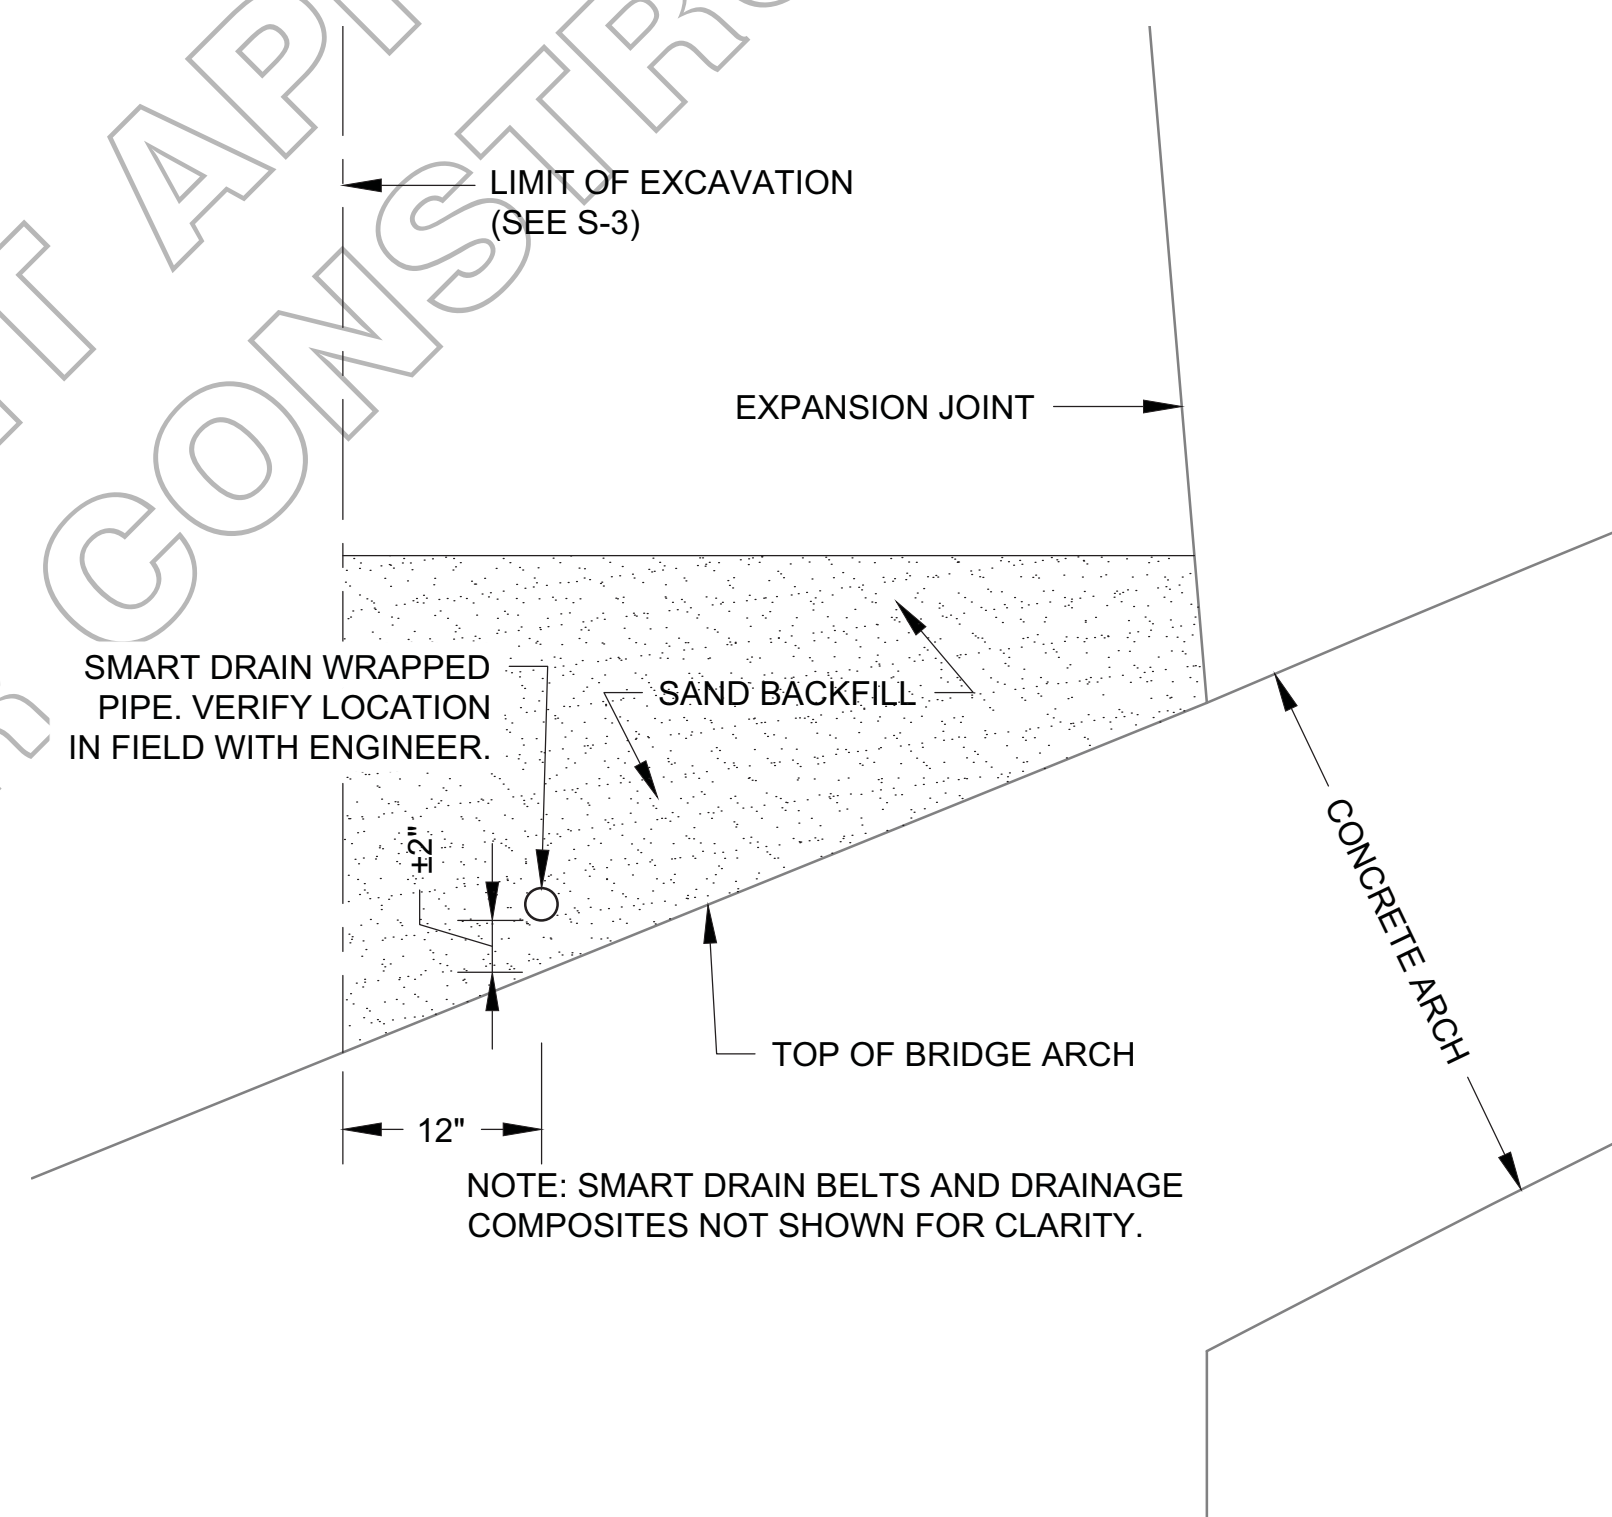 LIMIT OF EXCAVATION
(SEE S-3)
EXPANSION JOINT
SMART DRAIN WRAPPED
PIPE. VERIFY LOCATION
IN FIELD WITH ENGINEER.
SAND BACKFILL
±2"
CONCRETE ARCH
TOP OF BRIDGE ARCH
12"
NOTE: SMART DRAIN BELTS AND DRAINAGE
COMPOSITES NOT SHOWN FOR CLARITY.